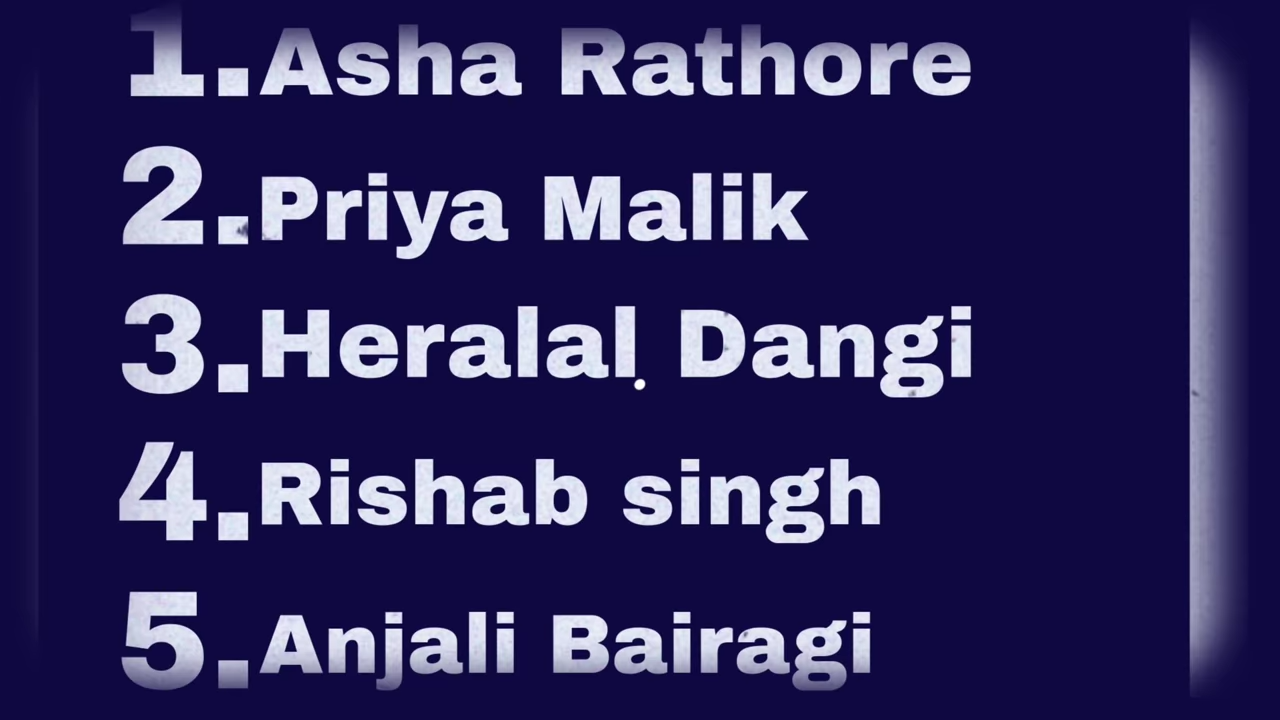 1.Asha Rathore
2.Priya Malik
3.Heralal Dangi
4.Rishab singh
5.Anjali Bairagi